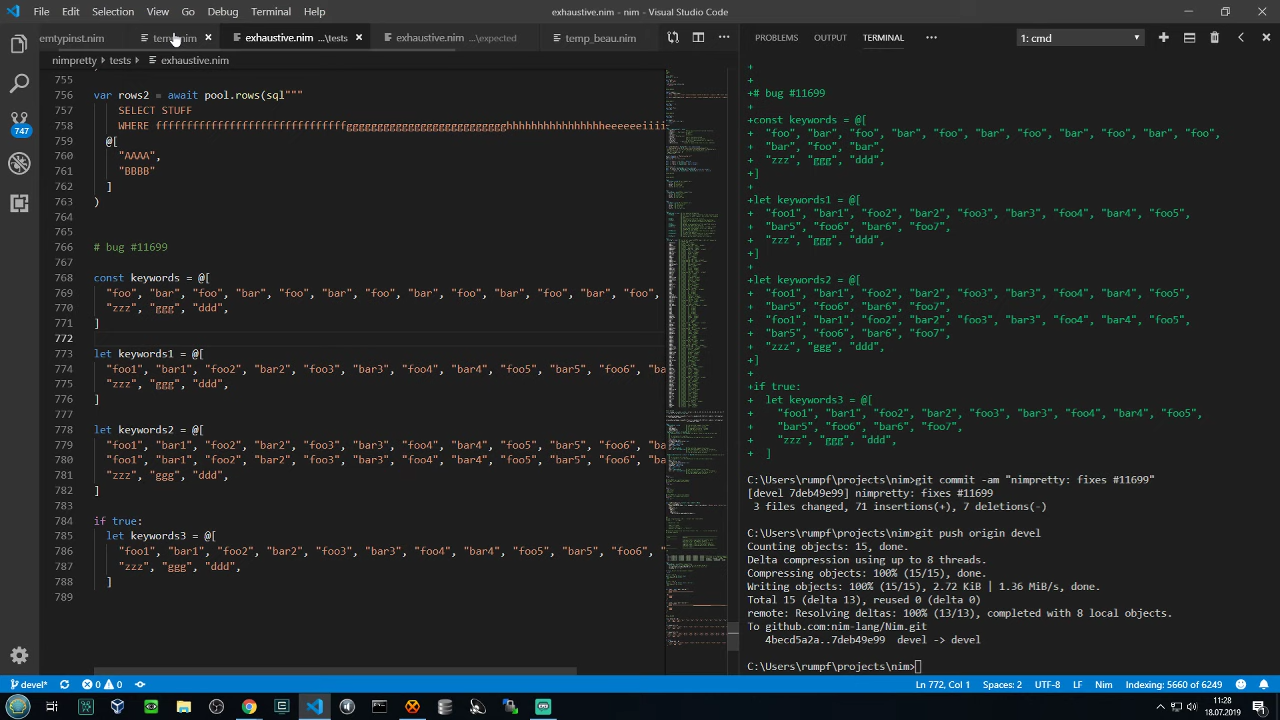 File Edit Selection View Go Debug Terminal Help exhaustive.nim - nim - Visual Studio Code
emtypinst.nim temp.nim exhaustive.nim ...\tests exhaustive.nim ...\expected temp_beau.nim
PROBLEMS OUTPUT TERMINAL 1: cmd
nimpretty › tests › exhaustive.nim
755
756 var rows2 = await pool.rows(sql"""
757 SELECT STUFF
758
759 @[
760 "AAAA",
761 "BBBB"
762 ]
763 )
764
765
766 # bug #11699
767
768 const keywords = @[
769 "foo", "bar", "foo", "bar", "foo", "bar", "foo", "bar", "foo", "bar", "foo", "bar", "foo",
770 "zzz", "ggg", "ddd",
771 ]
772
773 let keywords1 = @[
774 "foo1", "bar1", "foo2", "bar2", "foo3", "bar3", "foo4", "bar4", "foo5", "bar5", "foo6", "ba
775 "zzz", "ggg", "ddd",
776 ]
777
778 let keywords2 = @[
779 "foo1", "bar1", "foo2", "bar2", "foo3", "bar3", "foo4", "bar4", "foo5", "bar5", "foo6", "ba
780 "foo1", "bar1", "foo2", "bar2", "foo3", "bar3", "foo4", "bar4", "foo5", "bar5", "foo6", "ba
781 "zzz", "ggg", "ddd",
782 ]
783
784 if true:
785 let keywords3 = @[
786 "foo1", "bar1", "foo2", "bar2", "foo3", "bar3", "foo4", "bar4", "foo5", "bar5", "foo6", "
787 "zzz", "ggg", "ddd",
788 ]
789
+
+
+# bug #11699
+
+const keywords = @[
+ "foo", "bar", "foo", "bar", "foo", "bar", "foo", "bar", "foo", "bar", "foo",
+ "bar", "foo", "bar",
+ "zzz", "ggg", "ddd",
+]
+
+let keywords1 = @[
+ "foo1", "bar1", "foo2", "bar2", "foo3", "bar3", "foo4", "bar4", "foo5",
+ "bar5", "foo6", "bar6", "foo7",
+ "zzz", "ggg", "ddd",
+]
+
+let keywords2 = @[
+ "foo1", "bar1", "foo2", "bar2", "foo3", "bar3", "foo4", "bar4", "foo5",
+ "bar5", "foo6", "bar6", "foo7",
+ "foo1", "bar1", "foo2", "bar2", "foo3", "bar3", "foo4", "bar4", "foo5",
+ "bar5", "foo6", "bar6", "foo7",
+ "zzz", "ggg", "ddd",
+]
+
+if true:
+ let keywords3 = @[
+ "foo1", "bar1", "foo2", "bar2", "foo3", "bar3", "foo4", "bar4", "foo5",
+ "bar5", "foo6", "bar6", "foo7",
+ "zzz", "ggg", "ddd",
+ ]
C:\Users\rumpf\projects\nim>git commit -am "nimpretty: fixes #11699"
[devel 7deb49e99] nimpretty: fixes #11699
3 files changed, 71 insertions(+), 7 deletions(-)
C:\Users\rumpf\projects\nim>git push origin devel
Counting objects: 15, done.
Delta compression using up to 8 threads.
Compressing objects: 100% (15/15), done.
Writing objects: 100% (15/15), 2.72 KiB | 1.36 MiB/s, done.
Total 15 (delta 13), reused 0 (delta 0)
remote: Resolving deltas: 100% (13/13), completed with 8 local objects.
To github.com:nim-lang/Nim.git
4becd5a2a..7deb49e99 devel -> devel
C:\Users\rumpf\projects\nim>
747
devel* 0 0 Ln 772, Col 1 Spaces: 2 UTF-8 LF Nim Indexing: 5660 of 6249
11:28
18.07.2019